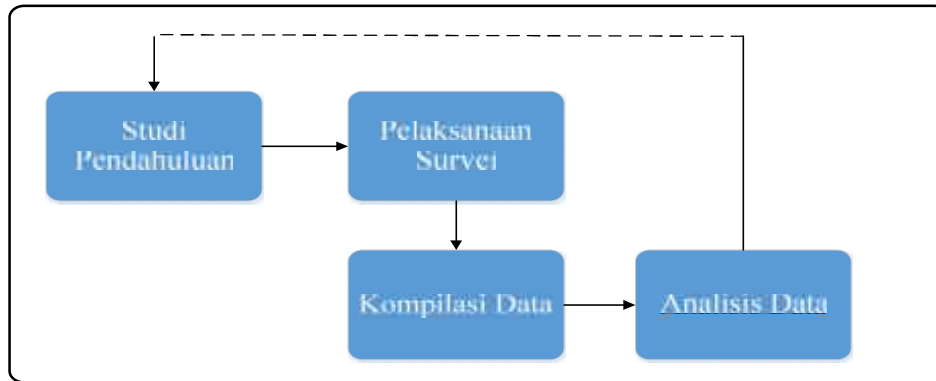 Studi
Pendahuluan
Pelaksanaan
Survei
Kompilasi Data
Analisis Data